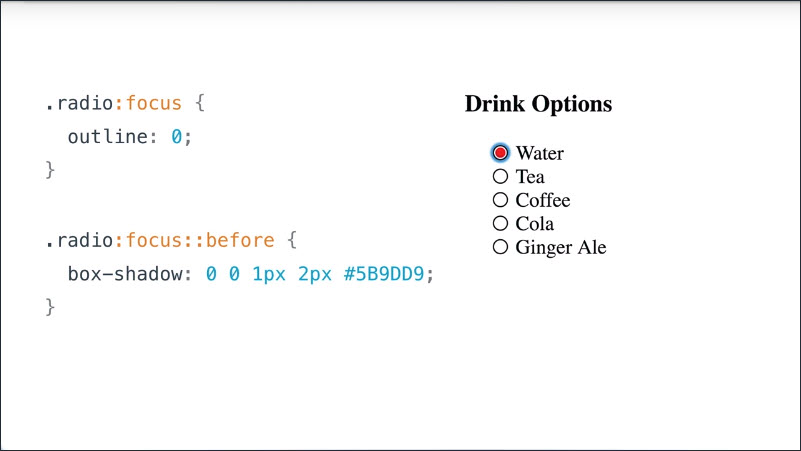 .radio:focus {
  outline: 0;
}
.radio:focus::before {
  box-shadow: 0 0 1px 2px #5B9DD9;
}
Drink Options
Water
Tea
Coffee
Cola
Ginger Ale